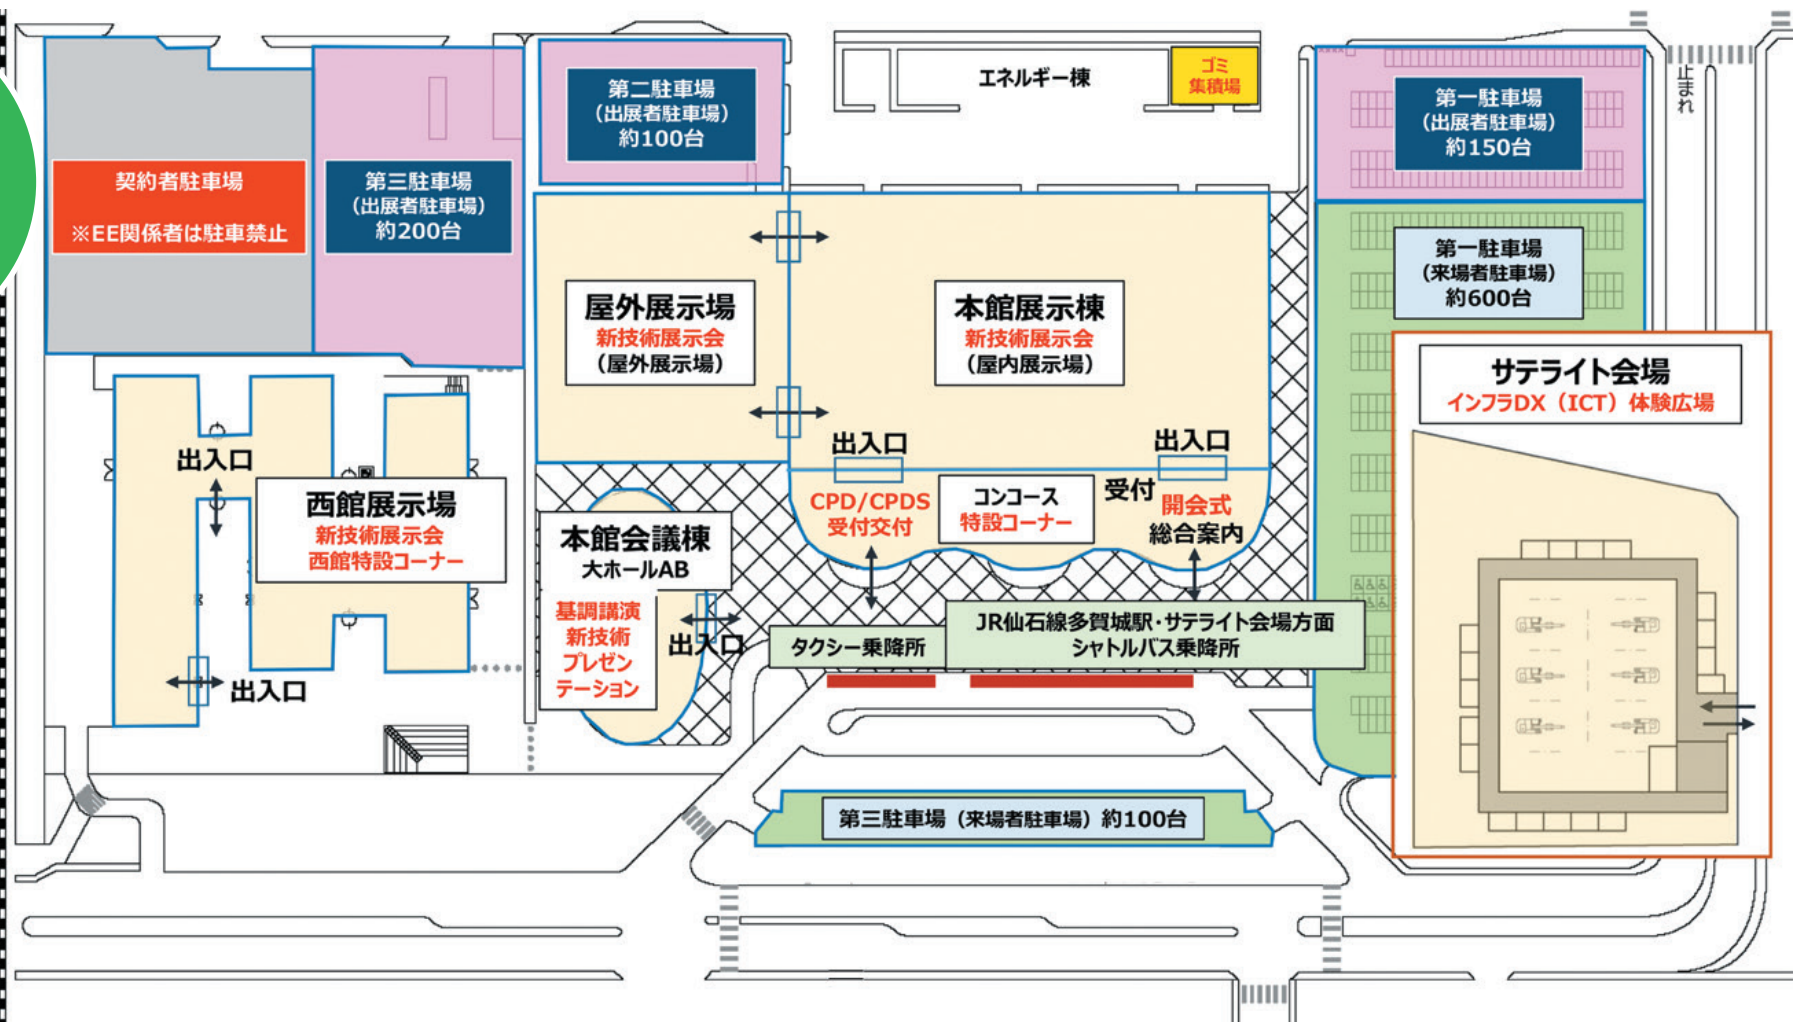 契約者駐車場
※EE関係者は駐車禁止
第三駐車場
(出展者駐車場)
約200台
第二駐車場
(出展者駐車場)
約100台
エネルギー棟
ゴミ
集積場
第一駐車場
(出展者駐車場)
約150台
止まれ
第一駐車場
(来場者駐車場)
約600台
屋外展示場
新技術展示会
(屋外展示場)
本館展示棟
新技術展示会
(屋内展示場)
サテライト会場
インフラDX(ICT)体験広場
出入口
出入口
出入口
西館展示場
新技術展示会
西館特設コーナー
出入口
本館会議棟
大ホールAB
基調講演
新技術
プレゼン
テーション
出入口
CPD/CPDS
受付交付
コンコース
特設コーナー
受付
開会式
総合案内
タクシー乗降所
JR仙石線多賀城駅・サテライト会場方面
シャトルバス乗降所
第三駐車場(来場者駐車場)約100台